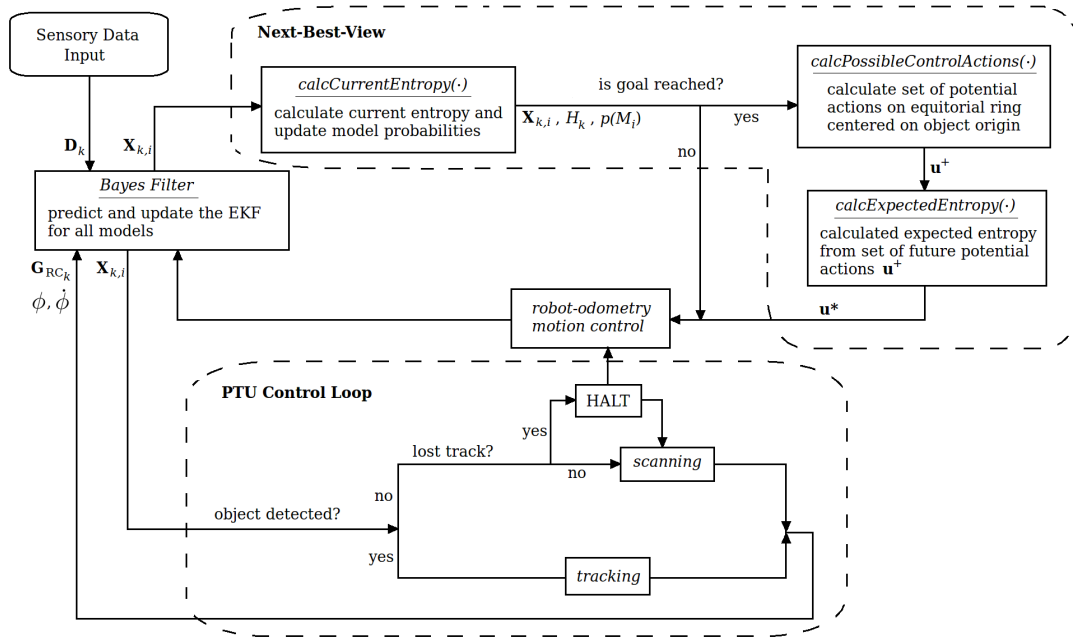 Sensory Data
Input
Next-Best-View
calcCurrentEntropy(·)
calculate current entropy and
update model probabilities
is goal reached?
X_{k,i} , H_k , p(M_i)
yes
no
calcPossibleControlActions(·)
calculate set of potential
actions on equitorial ring
centered on object origin
u⁺
calcExpectedEntropy(·)
calculated expected entropy
from set of future potential
actions u⁺
u*
D_k
X_{k,i}
Bayes Filter
predict and update the EKF
for all models
G_{RC_k}
ϕ, ϕ̇
X_{k,i}
robot-odometry
motion control
PTU Control Loop
HALT
yes
lost track?
no
scanning
no
object detected?
yes
tracking